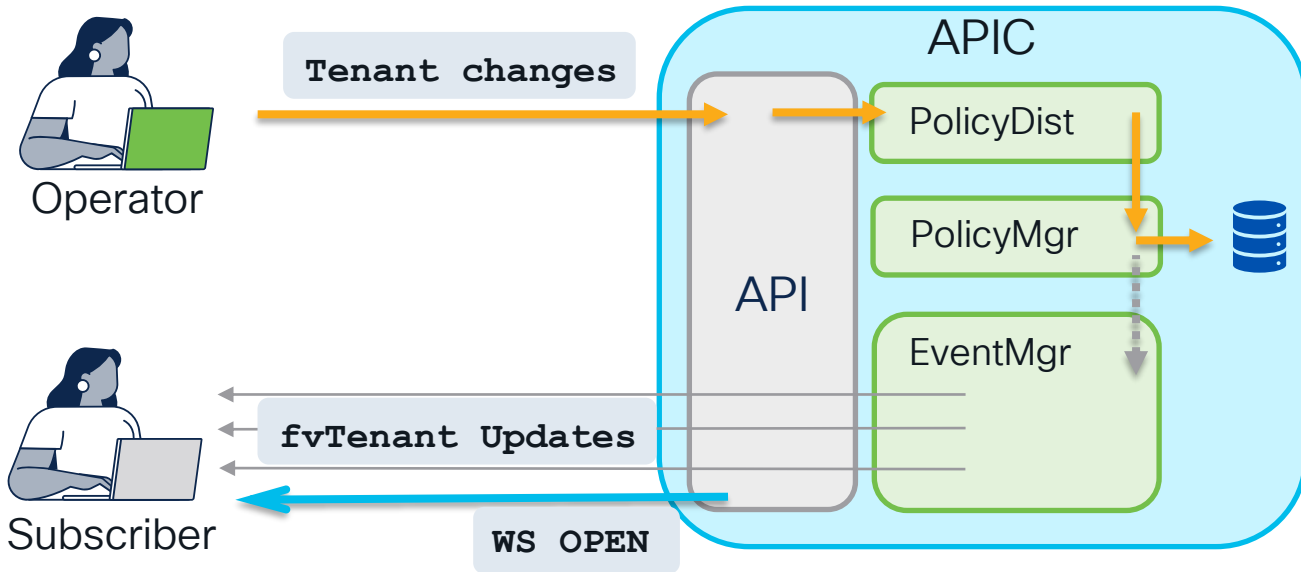 APIC
Tenant changes
PolicyDist
Operator
PolicyMgr
API
EventMgr
fvTenant Updates
Subscriber
WS OPEN